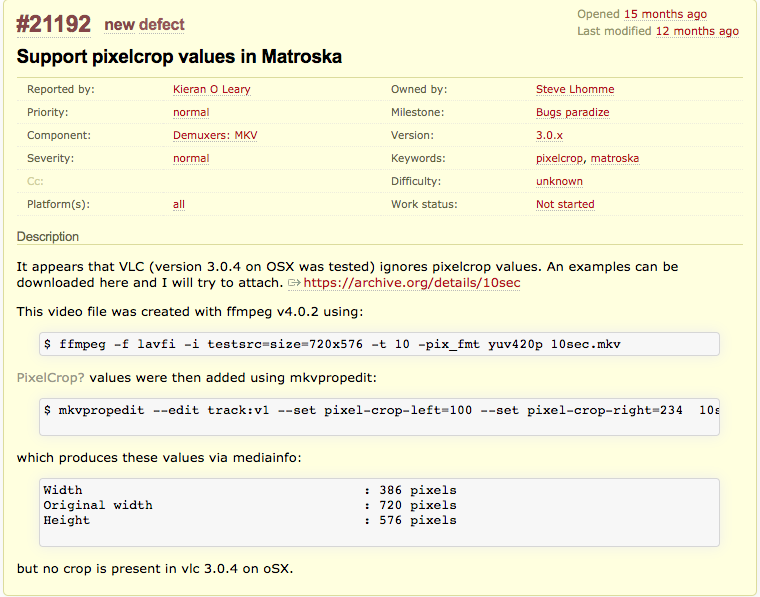 #21192 new defect
Opened 15 months ago
Last modified 12 months ago
Support pixelcrop values in Matroska
Reported by: Kieran O Leary Owned by: Steve Lhomme
Priority: normal Milestone: Bugs paradize
Component: Demuxers: MKV Version: 3.0.x
Severity: normal Keywords: pixelcrop, matroska
Cc: Difficulty: unknown
Platform(s): all Work status: Not started
Description
It appears that VLC (version 3.0.4 on OSX was tested) ignores pixelcrop values. An examples can be
downloaded here and I will try to attach. https://archive.org/details/10sec
This video file was created with ffmpeg v4.0.2 using:
$ ffmpeg -f lavfi -i testsrc=size=720x576 -t 10 -pix_fmt yuv420p 10sec.mkv
PixelCrop? values were then added using mkvpropedit:
$ mkvpropedit --edit track:v1 --set pixel-crop-left=100 --set pixel-crop-right=234 10s
which produces these values via mediainfo:
Width : 386 pixels
Original width : 720 pixels
Height : 576 pixels
but no crop is present in vlc 3.0.4 on oSX.